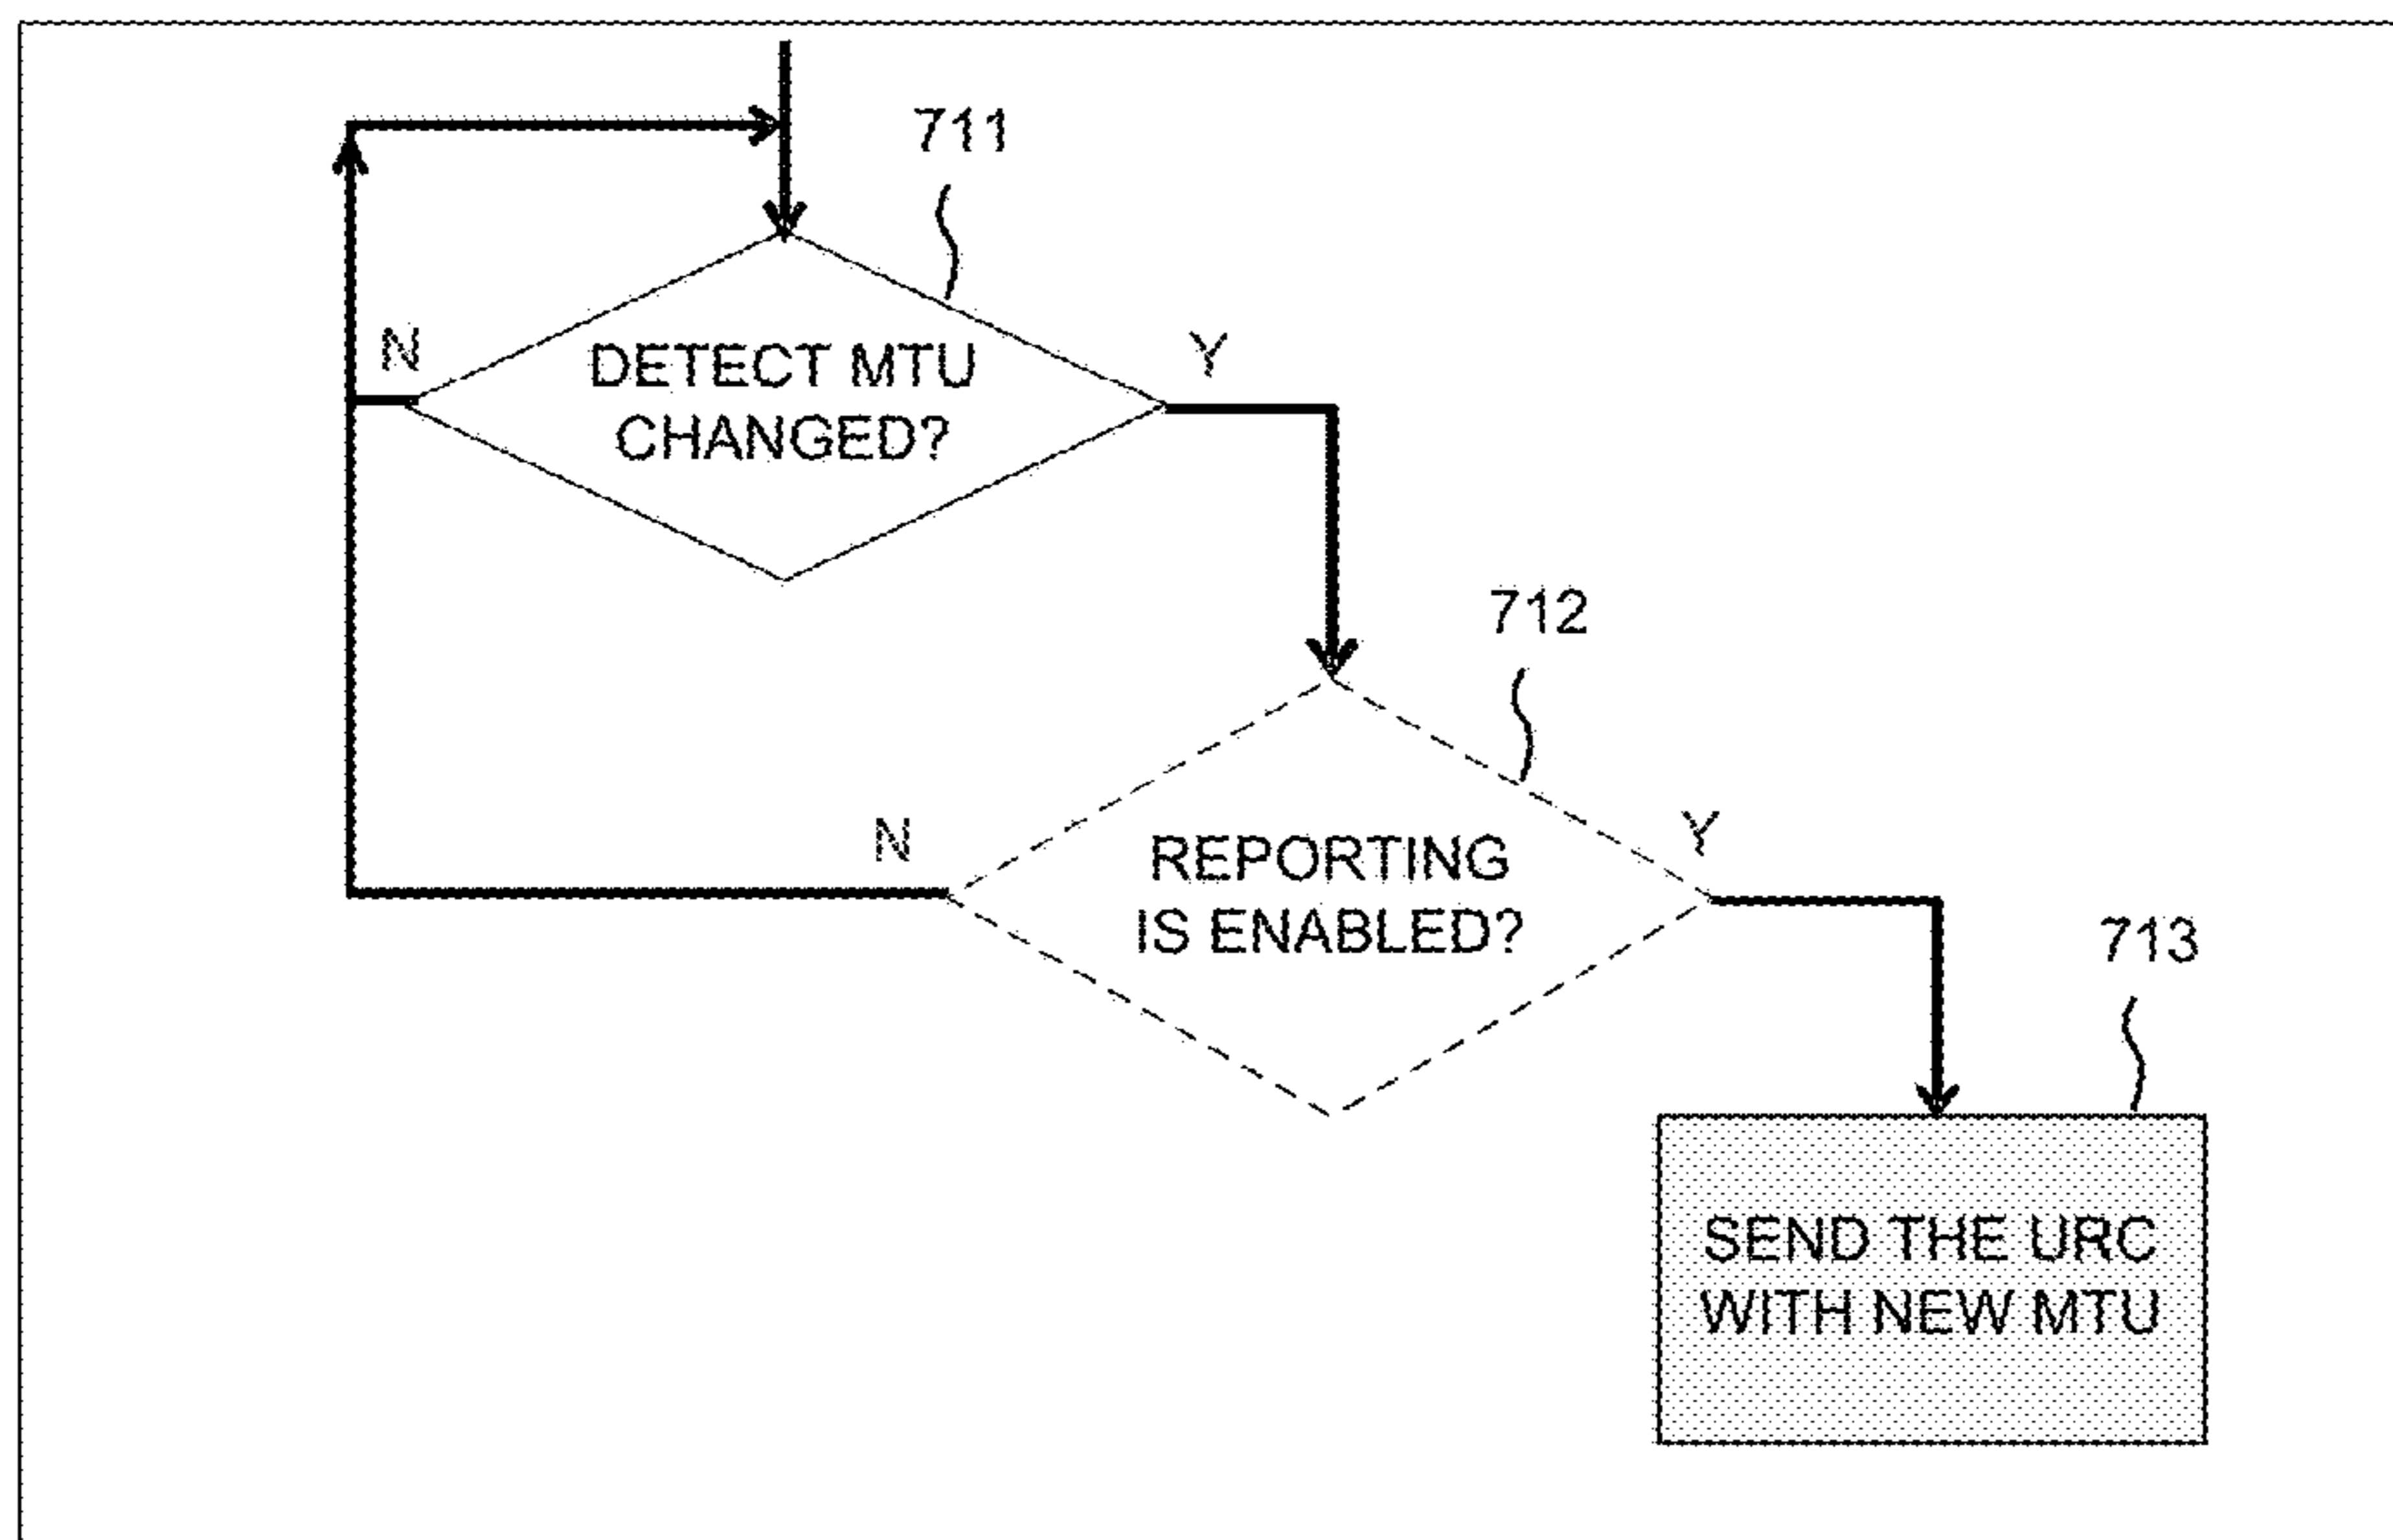 711
N
Y
DETECT MTU
CHANGED?
712
N
Y
REPORTING
IS ENABLED?
713
SEND THE URC
WITH NEW MTU